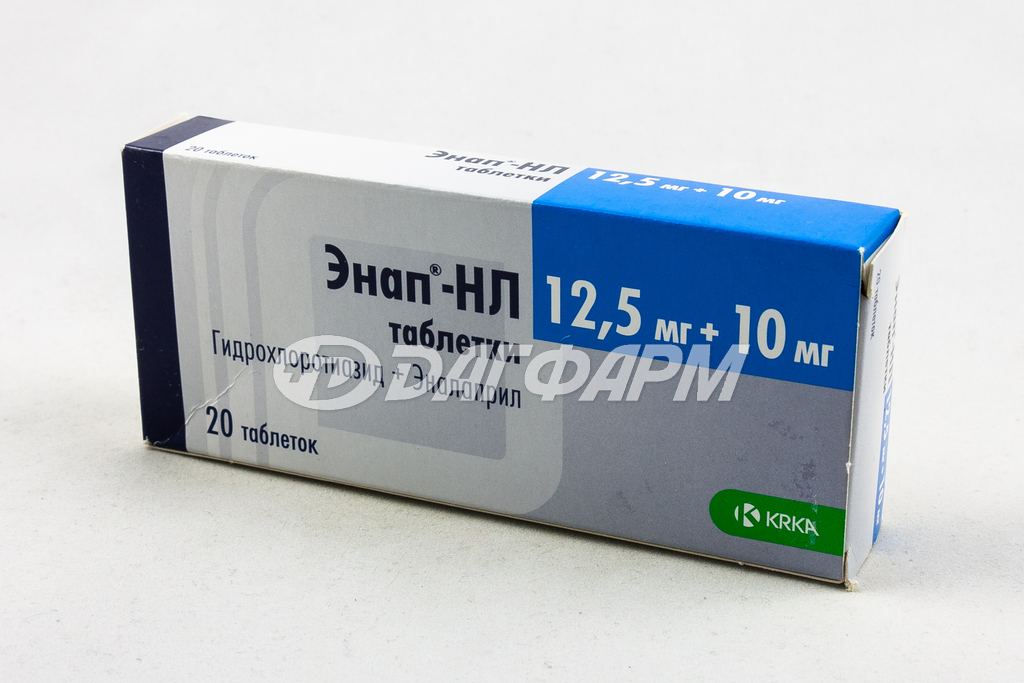 20 таблеток
Энап®-НЛ
таблетки
12,5 мг + 10 мг
Энап®-НЛ
таблетки
12,5 мг + 10 мг
Гидрохлоротиазид + Эналаприл
20 таблеток
ДАГФАРМ
KRKA